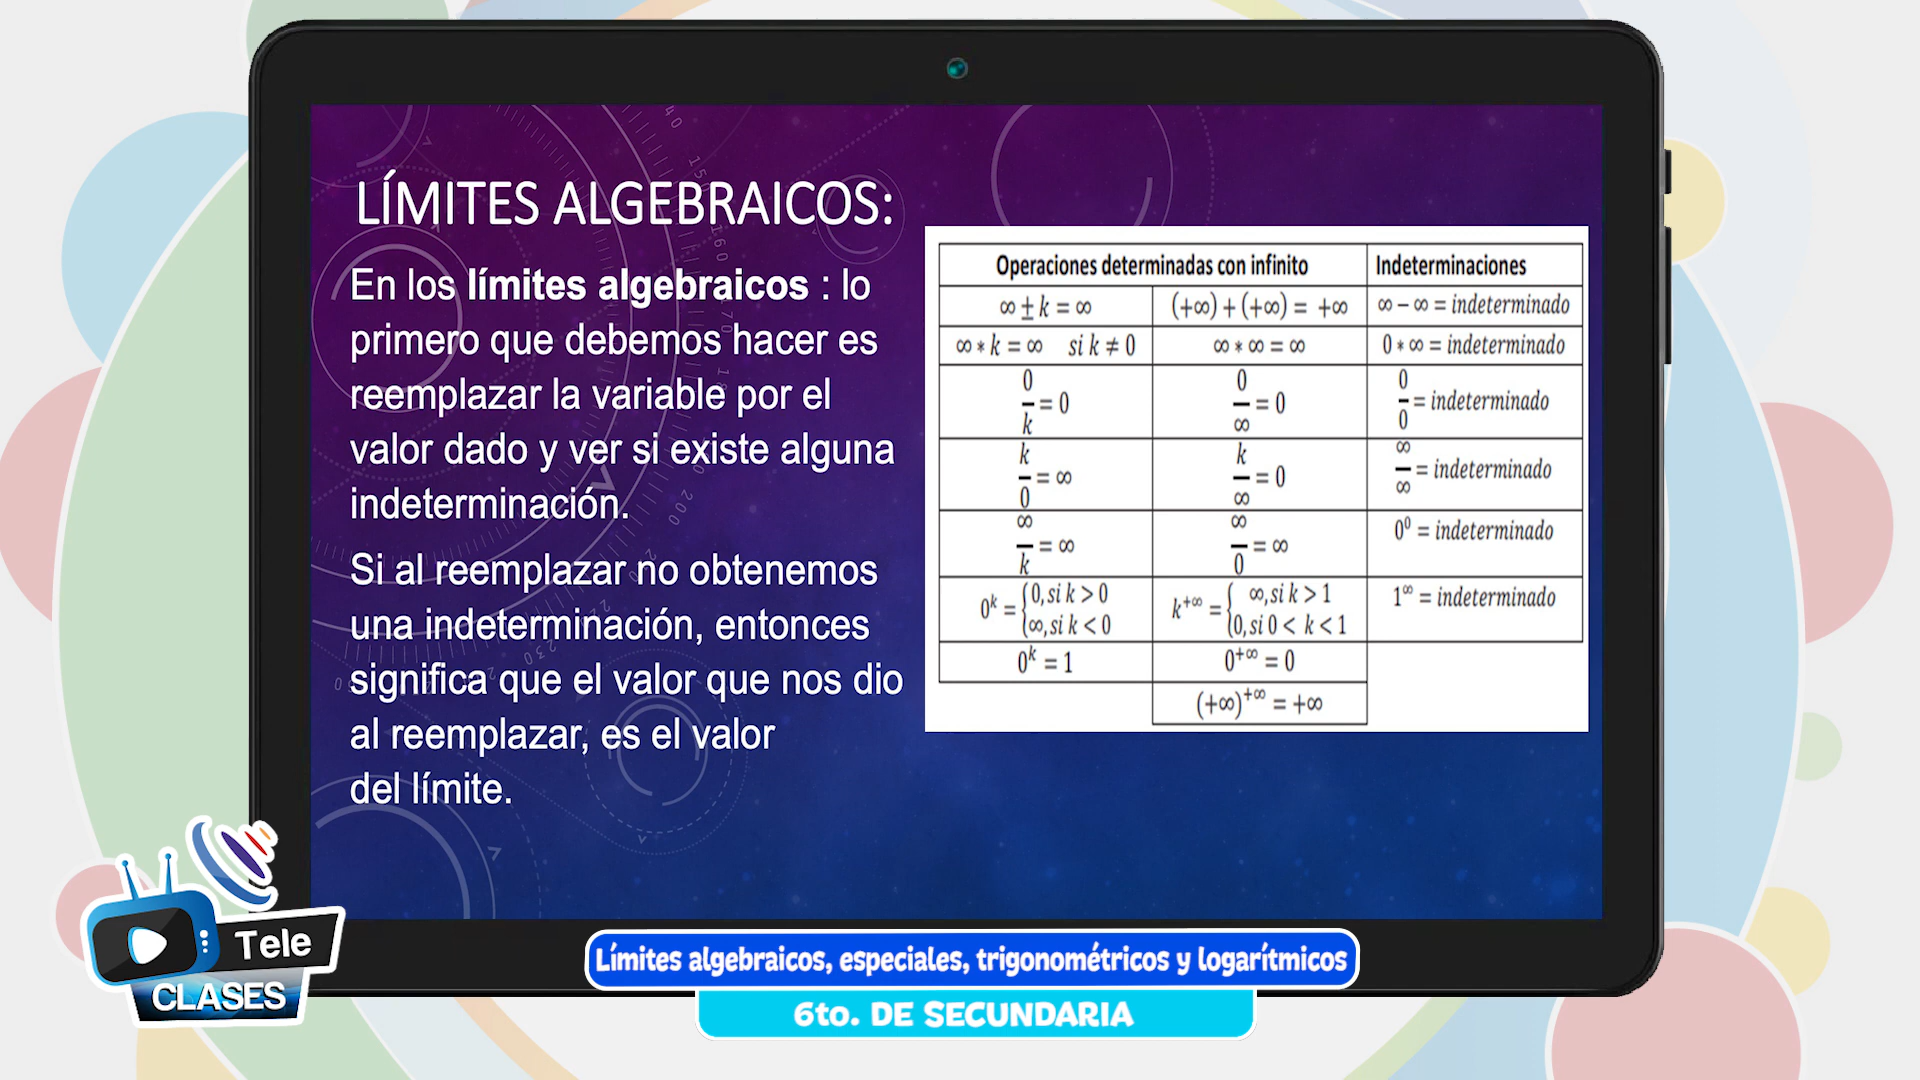 LÍMITES ALGEBRAICOS:
En los límites algebraicos : lo
primero que debemos hacer es
reemplazar la variable por el
valor dado y ver si existe alguna
indeterminación.
Si al reemplazar no obtenemos
una indeterminación, entonces
significa que el valor que nos dio
al reemplazar, es el valor
del límite.
Operaciones determinadas con infinito | Indeterminaciones
∞ ± k = ∞ | (+∞) + (+∞) = +∞ | ∞ − ∞ = indeterminado
∞ * k = ∞ si k ≠ 0 | ∞ * ∞ = ∞ | 0 * ∞ = indeterminado
0/k = 0 | 0/∞ = 0 | 0/0 = indeterminado
k/0 = ∞ | k/∞ = 0 | ∞/∞ = indeterminado
∞/k = ∞ | ∞/0 = ∞ | 0⁰ = indeterminado
0^k = {0, si k > 0 | k^+∞ = {∞, si k > 1 | 1^∞ = indeterminado
{∞, si k < 0 | {0, si 0 < k < 1
0^k = 1 | 0^+∞ = 0
(+∞)^+∞ = +∞
Tele
CLASES
Límites algebraicos, especiales, trigonométricos y logarítmicos
6to. DE SECUNDARIA